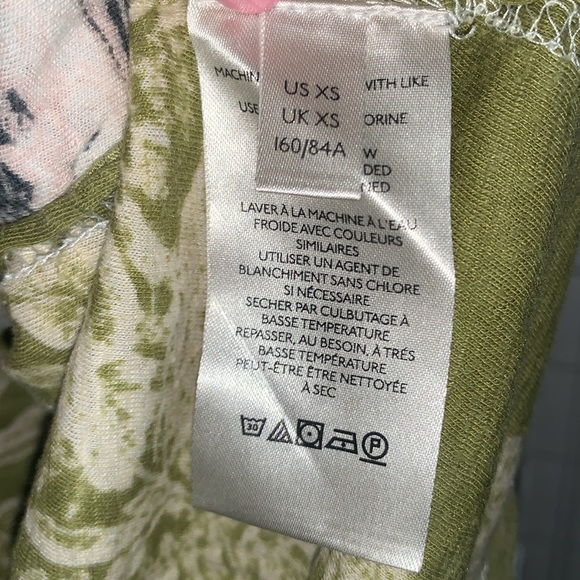 US XS
UK XS
160/84A
MACHIN
WITH LIKE
USE
ORINE
W
DED
MED
LAVER À LA MACHINE À L'EAU
FROIDE AVEC COULEURS
SIMILAIRES
UTILISER UN AGENT DE
BLANCHIMENT SANS CHLORE
SI NÉCESSAIRE
SECHER PAR CULBUTAGE À
BASSE TEMPERATURE
REPASSER, AU BESOIN, À TRÉS
BASSE TEMPÉRATURE
PEUT-ÊTRE ÊTRE NETTOYÉE
À SEC
30
P